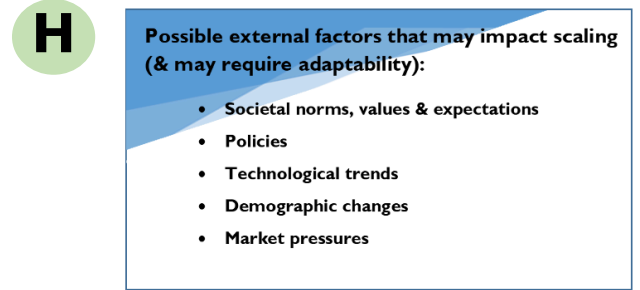 H
Possible external factors that may impact scaling
(& may require adaptability):
• Societal norms, values & expectations
• Policies
• Technological trends
• Demographic changes
• Market pressures